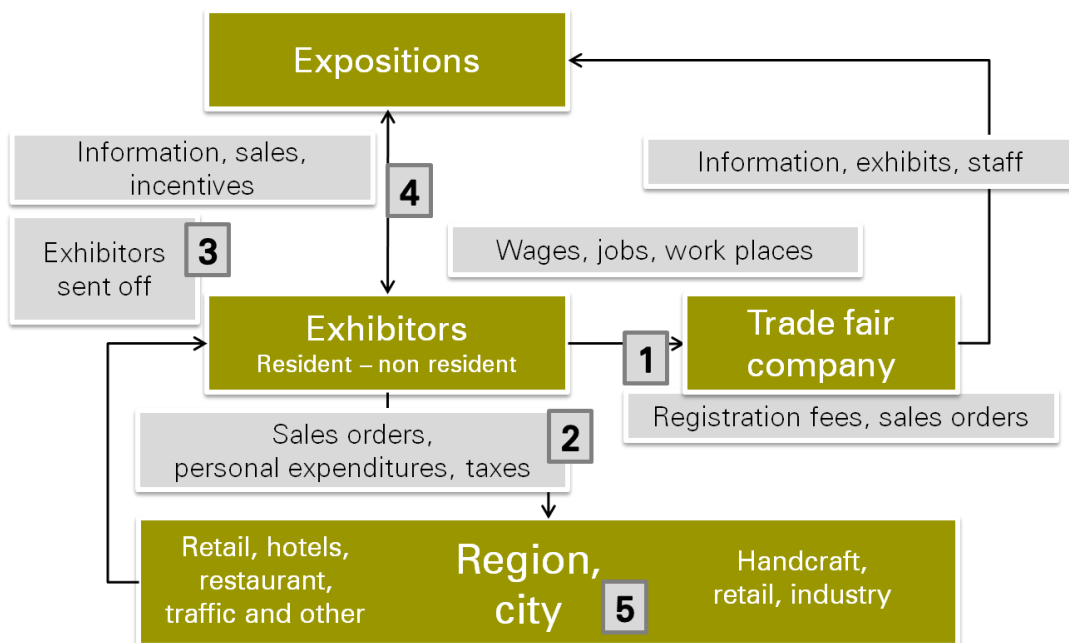 Expositions
Information, sales,
incentives
4
Information, exhibits, staff
Exhibitors
sent off
3
Wages, jobs, work places
Exhibitors
Resident – non resident
1
Trade fair
company
Registration fees, sales orders
Sales orders,
personal expenditures, taxes
2
Retail, hotels,
restaurant,
traffic and other
Region,
city
5
Handcraft,
retail, industry